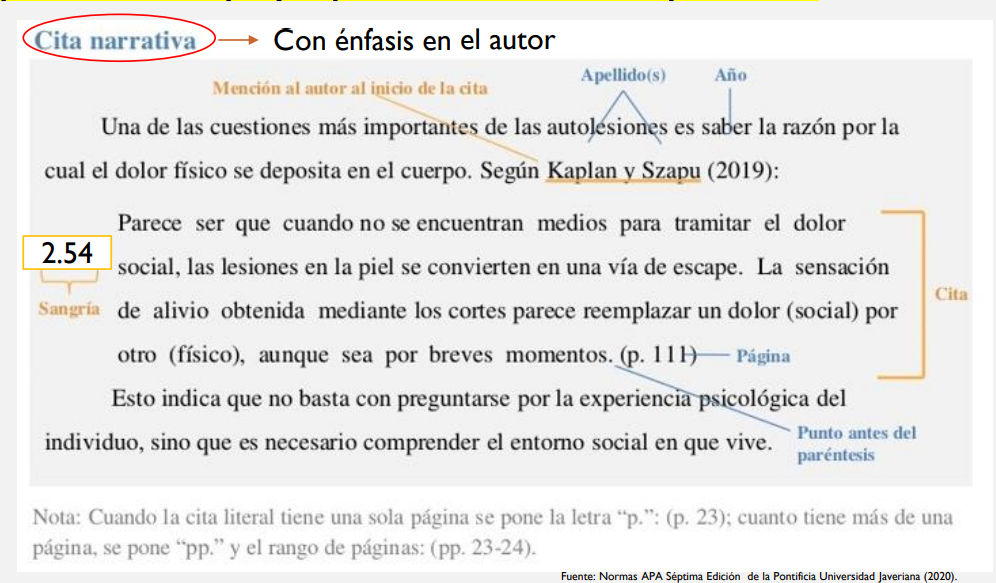 Cita narrativa Con énfasis en el autor
Mención al autor al inicio de la cita
Apellido(s)
Año
Una de las cuestiones más importantes de las autolesiones es saber la razón por la
cual el dolor físico se deposita en el cuerpo. Según Kaplan y Szapu (2019):
Parece ser que cuando no se encuentran medios para tramitar el dolor
2.54
social, las lesiones en la piel se convierten en una vía de escape. La sensación
Cita
Sangría
de alivio obtenida mediante los cortes parece reemplazar un dolor (social) por
otro (físico), aunque sea por breves momentos. (p. 111)
Página
Esto indica que no basta con preguntarse por la experiencia psicológica del
individuo, sino que es necesario comprender el entorno social en que vive.
Punto antes del
paréntesis
Nota: Cuando la cita literal tiene una sola página se pone la letra “p.”: (p. 23); cuanto tiene más de una
página, se pone “pp.” y el rango de páginas: (pp. 23-24).
Fuente: Normas APA Séptima Edición de la Pontificia Universidad Javeriana (2020).